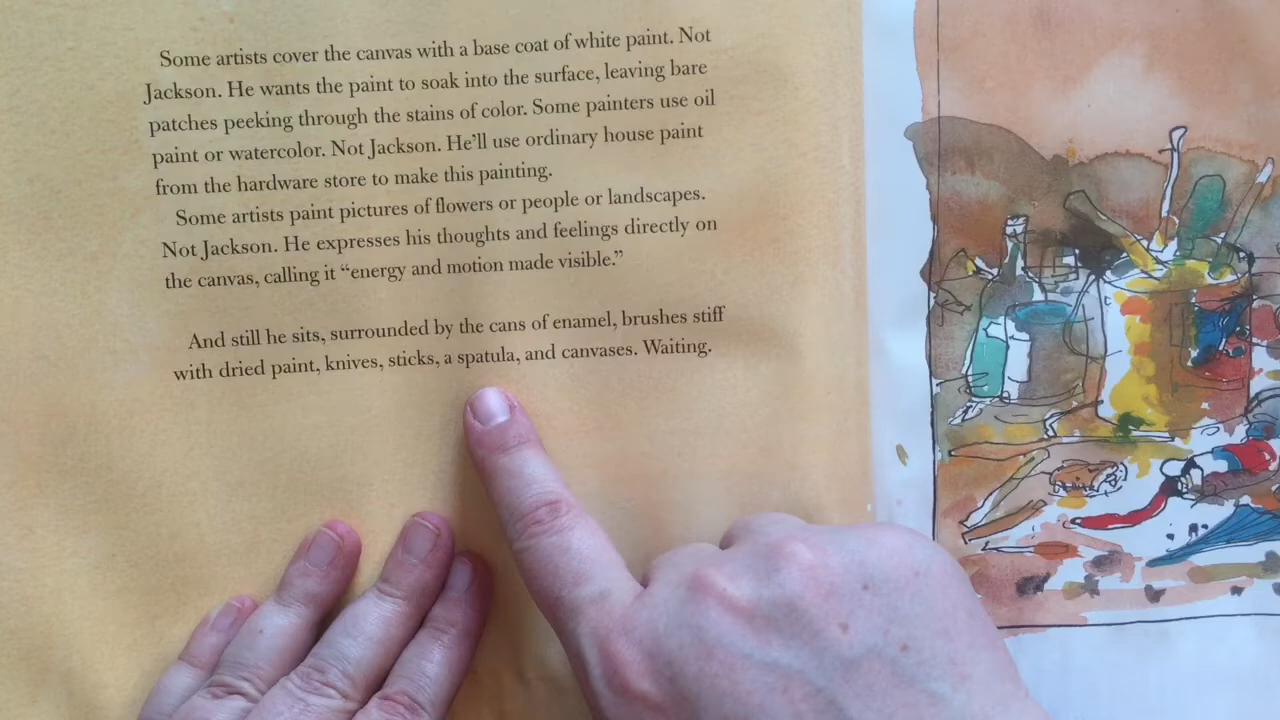 Some artists cover the canvas with a base coat of white paint. Not
Jackson. He wants the paint to soak into the surface, leaving bare
patches peeking through the stains of color. Some painters use oil
paint or watercolor. Not Jackson. He’ll use ordinary house paint
from the hardware store to make this painting.
Some artists paint pictures of flowers or people or landscapes.
Not Jackson. He expresses his thoughts and feelings directly on
the canvas, calling it “energy and motion made visible.”
And still he sits, surrounded by the cans of enamel, brushes stiff
with dried paint, knives, sticks, a spatula, and canvases. Waiting.